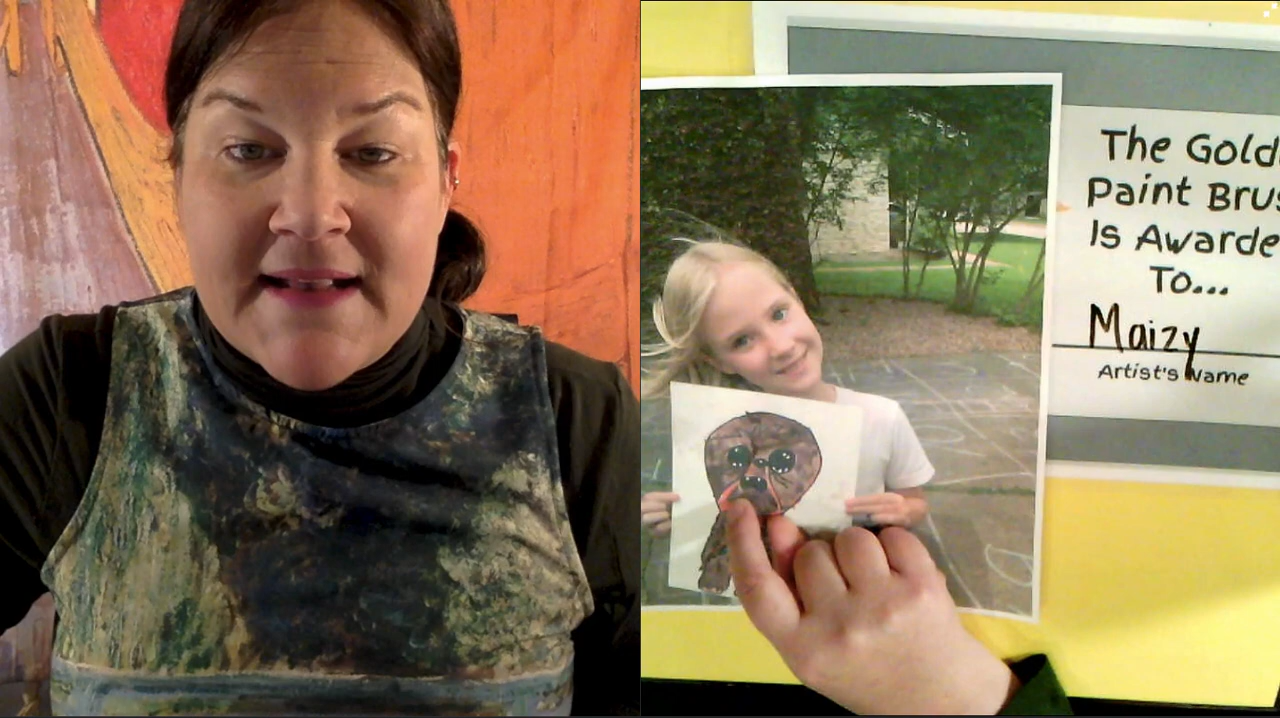 The Gold
Paint Brus
Is Awarde
To...
Maizy
Artist's Name